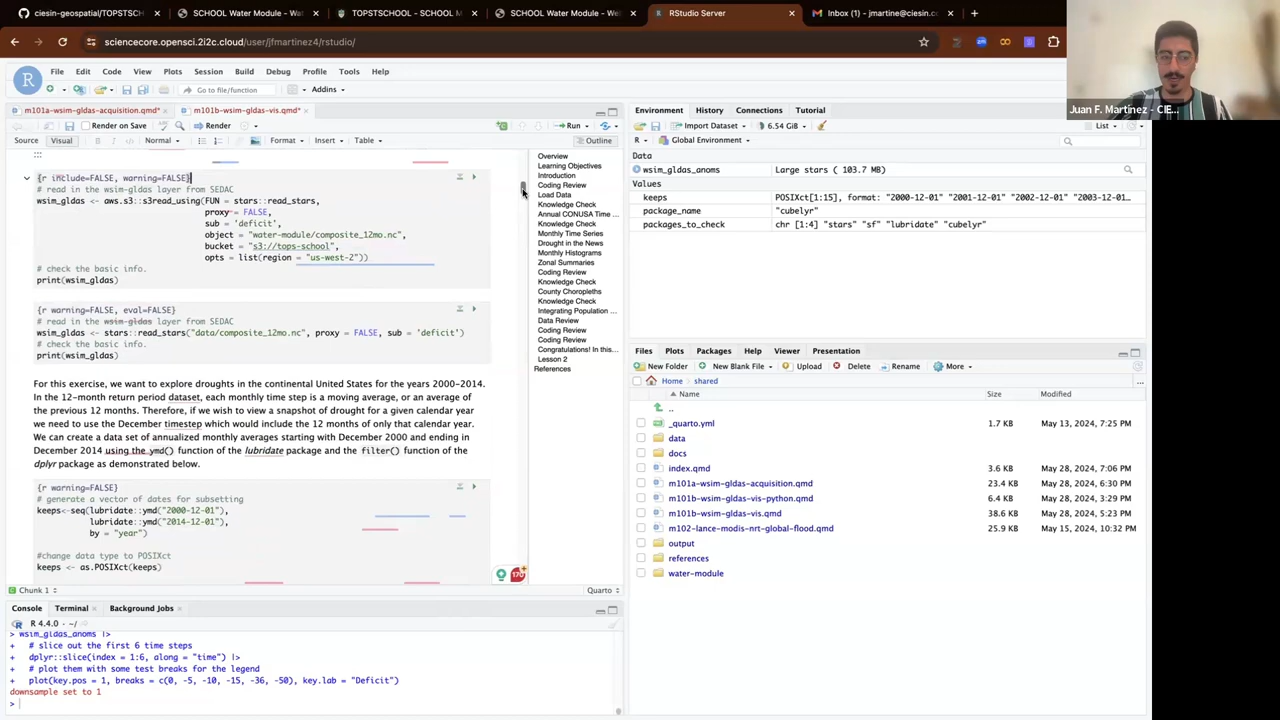 ciesin-geospatial/TOPSTSCH
SCHOOL Water Module - We
TOPSTSCHOOL - SCHOOL M
SCHOOL Water Module - Wel
RStudio Server
Inbox (1) - jmartine@ciesin.c
sciencecore.opensci.2i2c.cloud/user/jfmartinez4/rstudio/
File Edit Code View Plots Session Build Debug Profile Tools Help
Go to file/function Addins
m101a-wsim-gldas-acquisition.qmd*
m101b-wsim-gldas-vis.qmd*
Render on Save Render Run
Source Visual B I Normal Format Insert Table Outline
:::
{r include=FALSE, warning=FALSE}
# read in the wsim-gldas layer from SEDAC
wsim_gldas <- aws.s3::s3read_using(FUN = stars::read_stars,
proxy = FALSE,
sub = 'deficit',
object = "water-module/composite_12mo.nc",
bucket = "s3://tops-school",
opts = list(region = "us-west-2"))
# check the basic info.
print(wsim_gldas)
{r warning=FALSE, eval=FALSE}
# read in the wsim-gldas layer from SEDAC
wsim_gldas <- stars::read_stars("data/composite_12mo.nc", proxy = FALSE, sub = 'deficit')
# check the basic info.
print(wsim_gldas)
For this exercise, we want to explore droughts in the continental United States for the years 2000-2014.
In the 12-month return period dataset, each monthly time step is a moving average, or an average of
the previous 12 months. Therefore, if we wish to view a snapshot of drought for a given calendar year
we need to use the December timestep which would include the 12 months of only that calendar year.
We can create a data set of annualized monthly averages starting with December 2000 and ending in
December 2014 using the ymd() function of the lubridate package and the filter() function of the
dplyr package as demonstrated below.
{r warning=FALSE}
# generate a vector of dates for subsetting
keeps<-seq(lubridate::ymd("2000-12-01"),
lubridate::ymd("2014-12-01"),
by = "year")
#change data type to POSIXct
keeps <- as.POSIXct(keeps)
Chunk 1
Quarto
Overview
Learning Objectives
Introduction
Coding Review
Load Data
Knowledge Check
Annual CONUSA Time ...
Knowledge Check
Monthly Time Series
Drought in the News
Monthly Histograms
Zonal Summaries
Coding Review
Knowledge Check
County Choropleths
Knowledge Check
Integrating Population ...
Data Review
Coding Review
Coding Review
Congratulations! In this...
Lesson 2
References
Console Terminal Background Jobs
R 4.4.0 · ~/
> wsim_gldas_anoms |>
+ # slice out the first 6 time steps
+ dplyr::slice(index = 1:6, along = "time") |>
+ # plot them with some test breaks for the legend
+ plot(key.pos = 1, breaks = c(0, -5, -10, -15, -36, -50), key.lab = "Deficit")
downsample set to 1
>
Environment History Connections Tutorial
Import Dataset 6.54 GiB List
R Global Environment
Data
wsim_gldas_anoms Large stars ( 103.7 MB)
Values
keeps POSIXct[1:15], format: "2000-12-01" "2001-12-01" "2002-12-01" "2003-12-01…
package_name "cubelyr"
packages_to_check chr [1:4] "stars" "sf" "lubridate" "cubelyr"
Files Plots Packages Help Viewer Presentation
New Folder New Blank File Upload Delete Rename More
Home shared ...
Name Size Modified
..
_quarto.yml 1.7 KB May 13, 2024, 7:25 PM
data
docs
index.qmd 3.6 KB May 28, 2024, 7:06 PM
m101a-wsim-gldas-acquisition.qmd 23.4 KB May 28, 2024, 6:30 PM
m101b-wsim-gldas-vis-python.qmd 6.4 KB May 28, 2024, 3:29 PM
m101b-wsim-gldas-vis.qmd 38.6 KB May 28, 2024, 5:23 PM
m102-lance-modis-nrt-global-flood.qmd 25.9 KB May 15, 2024, 10:32 PM
output
references
water-module
Juan F. Martinez - CIE...